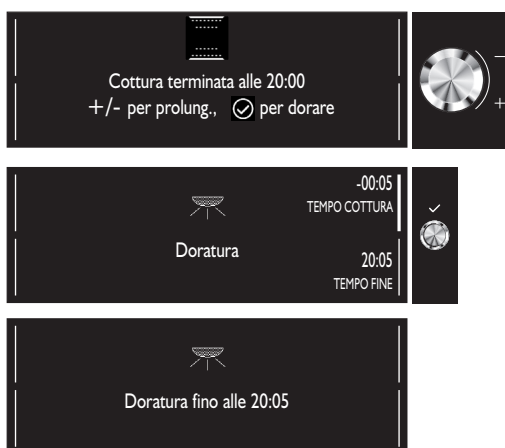 Cottura terminata alle 20:00
+/- per prolung., per dorare
-00:05
TEMPO COTTURA
Doratura
20:05
TEMPO FINE
Doratura fino alle 20:05